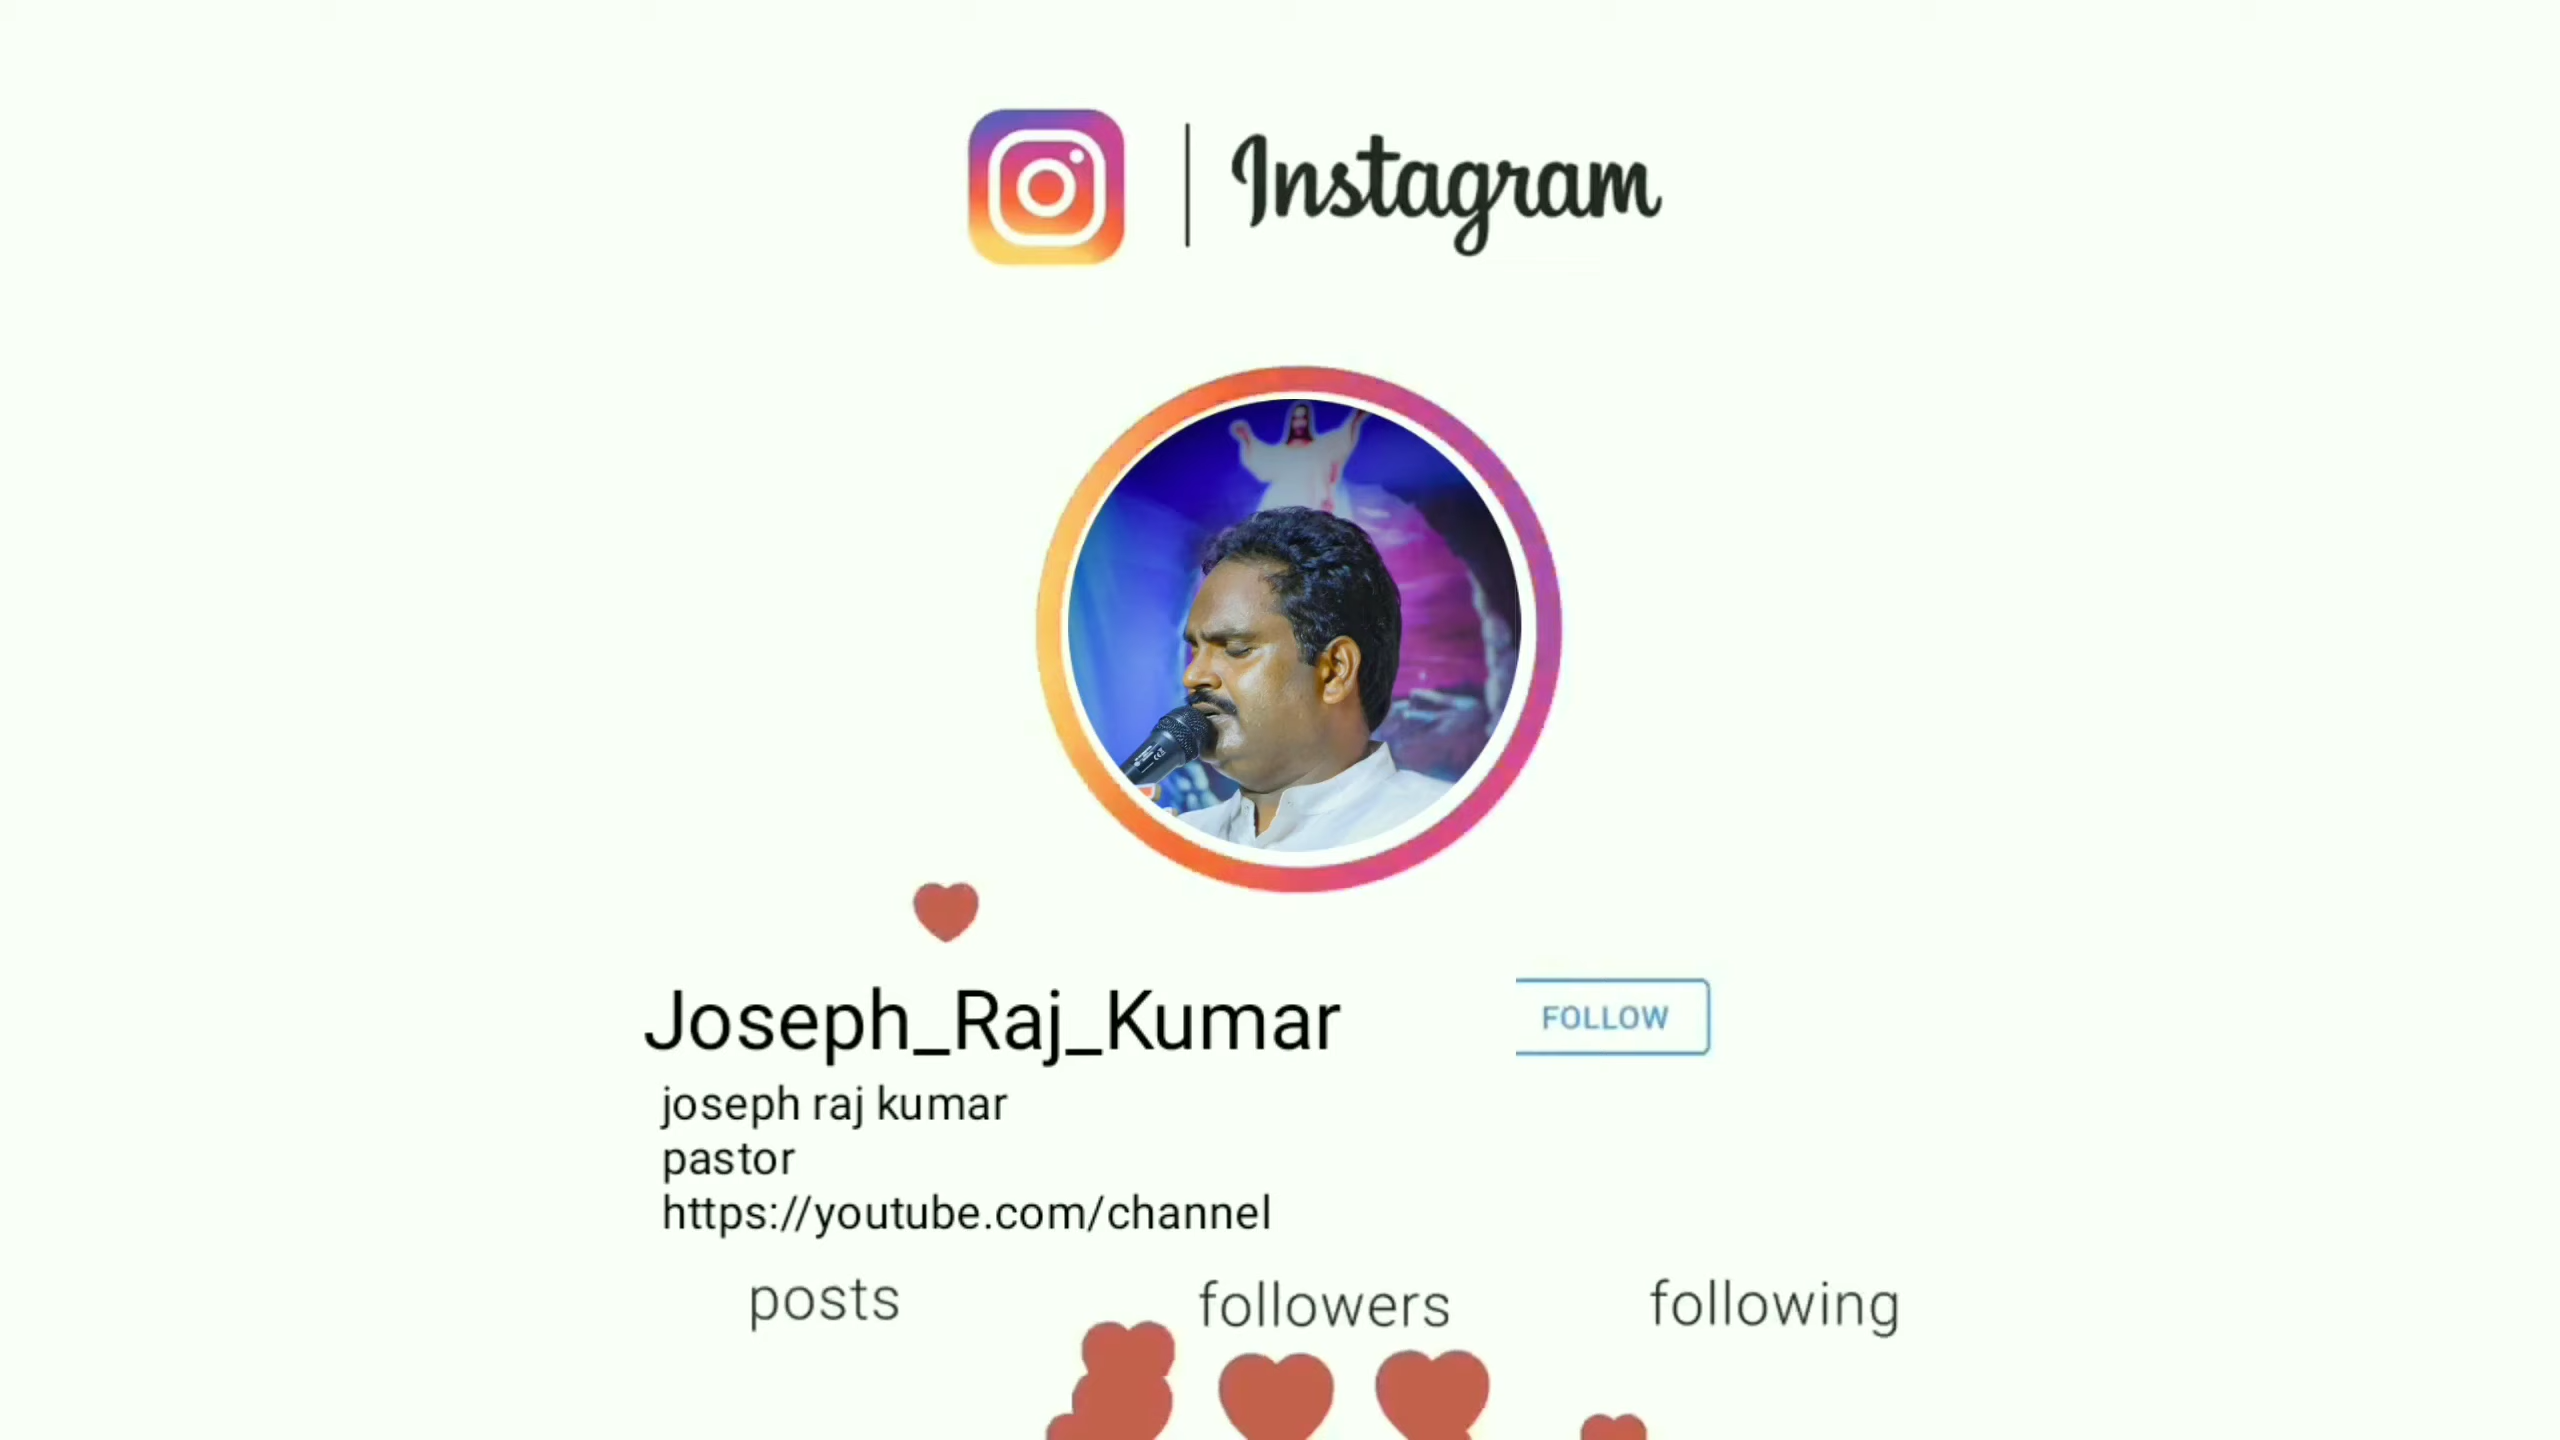 Instagram
Joseph_Raj_Kumar
FOLLOW
joseph raj kumar
pastor
https://youtube.com/channel
posts followers following